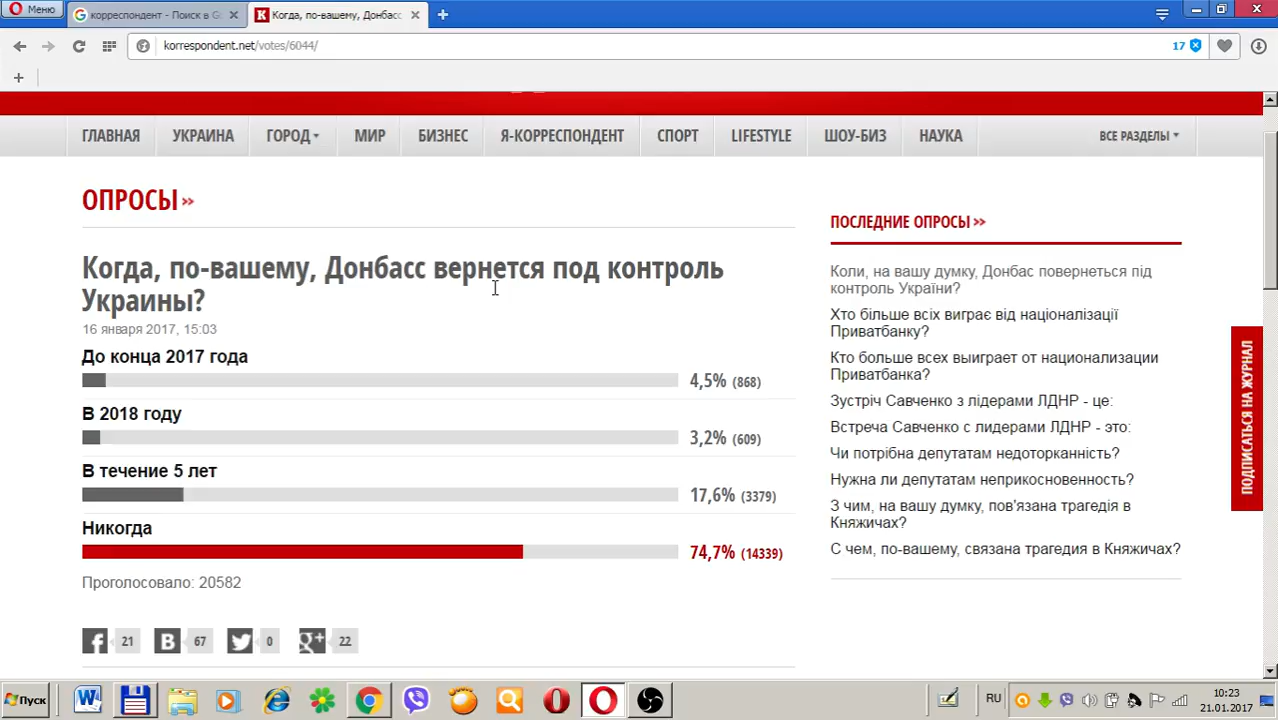 Меню
корреспондент - Поиск в Go
Когда, по-вашему, Донбасс
korrespondent.net/votes/6044/
17
ГЛАВНАЯ УКРАИНА ГОРОД МИР БИЗНЕС Я-КОРРЕСПОНДЕНТ СПОРТ LIFESTYLE ШОУ-БИЗ НАУКА ВСЕ РАЗДЕЛЫ
ОПРОСЫ »
Когда, по-вашему, Донбасс вернется под контроль
Украины?
16 января 2017, 15:03
До конца 2017 года
4,5% (868)
В 2018 году
3,2% (609)
В течение 5 лет
17,6% (3379)
Никогда
74,7% (14339)
Проголосовало: 20582
21 67 0 22
ПОСЛЕДНИЕ ОПРОСЫ »
Коли, на вашу думку, Донбас повернеться під
контроль України?
Хто більше всіх виграє від націоналізації
Приватбанку?
Кто больше всех выиграет от национализации
Приватбанка?
Зустріч Савченко з лідерами ЛДНР - це:
Встреча Савченко с лидерами ЛДНР - это:
Чи потрібна депутатам недоторканність?
Нужна ли депутатам неприкосновенность?
З чим, на вашу думку, пов'язана трагедія в
Княжичах?
С чем, по-вашему, связана трагедия в Княжичах?
ПОДПИСАТЬСЯ НА ЖУРНАЛ
Пуск
RU
10:23
21.01.2017